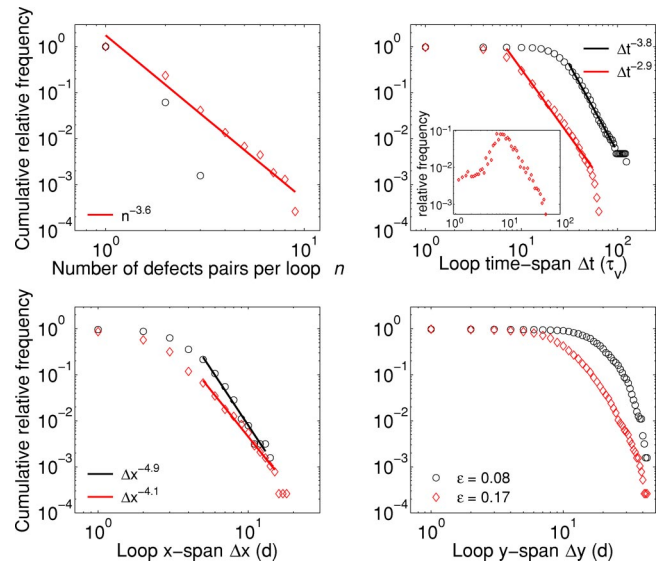 Cumulative relative frequency
10^0
10^-1
10^-2
10^-3
10^-4
n^-3.6
10^0
10^1
Number of defects pairs per loop n
10^0
10^-1
10^-2
10^-3
10^-4
Δt^-3.8
Δt^-2.9
relative frequency
10^-1
10^-2
10^-3
10^0
10^1
10^2
10^0
10^1
10^2
Loop time-span Δt (τ_v)
Cumulative relative frequency
10^0
10^-1
10^-2
10^-3
10^-4
Δx^-4.9
Δx^-4.1
10^0
10^1
Loop x-span Δx (d)
10^0
10^-1
10^-2
10^-3
10^-4
ε = 0.08
ε = 0.17
10^0
10^1
Loop y-span Δy (d)